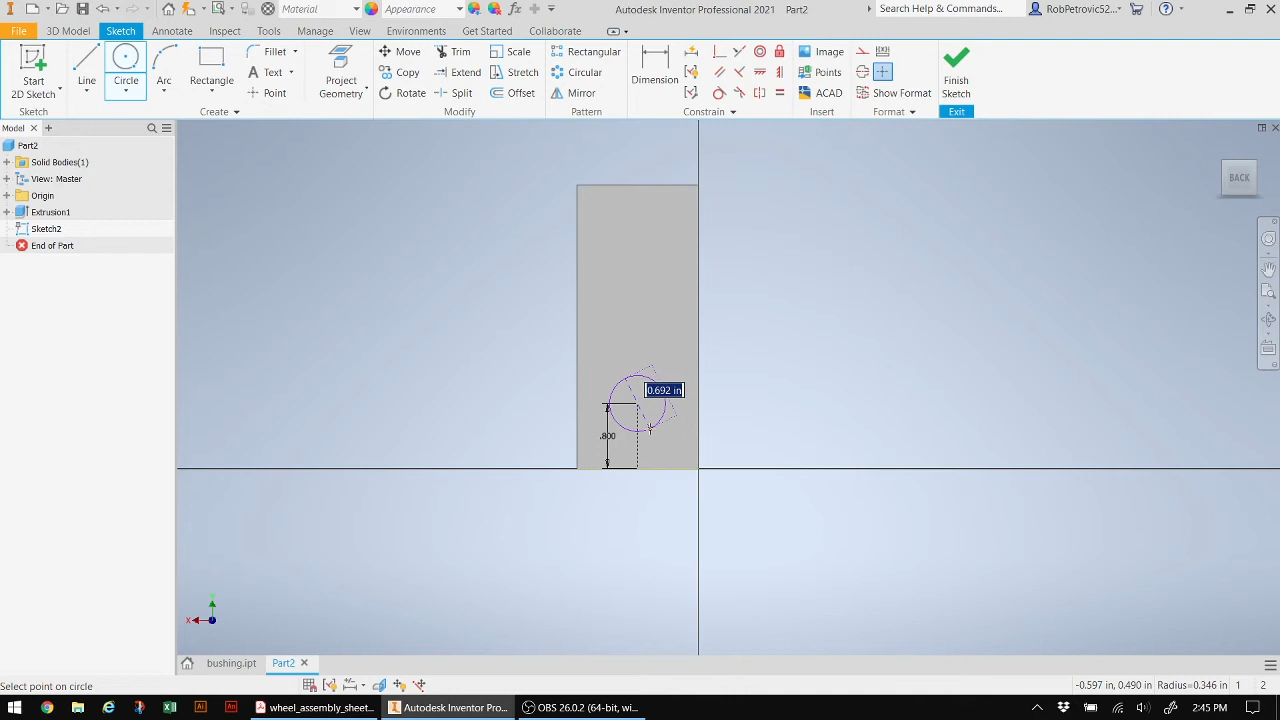 Material
Appearance
Autodesk Inventor Professional 2021 Part2
Search Help & Commands...
RobPetrovic52...
File
3D Model
Sketch
Annotate
Inspect
Tools
Manage
View
Environments
Get Started
Collaborate
Start
2D Sketch
Line
Circle
Arc
Rectangle
Fillet
Text
Point
Project
Geometry
Move
Copy
Rotate
Trim
Extend
Split
Scale
Stretch
Offset
Rectangular
Circular
Mirror
Dimension
Image
Points
ACAD
Show Format
Finish
Sketch
Sketch
Create
Modify
Pattern
Constrain
Insert
Format
Exit
Model
Part2
Solid Bodies(1)
View: Master
Origin
Extrusion1
Sketch2
End of Part
BACK
0.692 in
.800
X
bushing.ipt
Part2
Select point on circle
-0.597 in, 0.490 in Radius=0.346 in 1 2
wheel_assembly_sheet...
Autodesk Inventor Pro...
OBS 26.0.2 (64-bit, wi...
2:45 PM